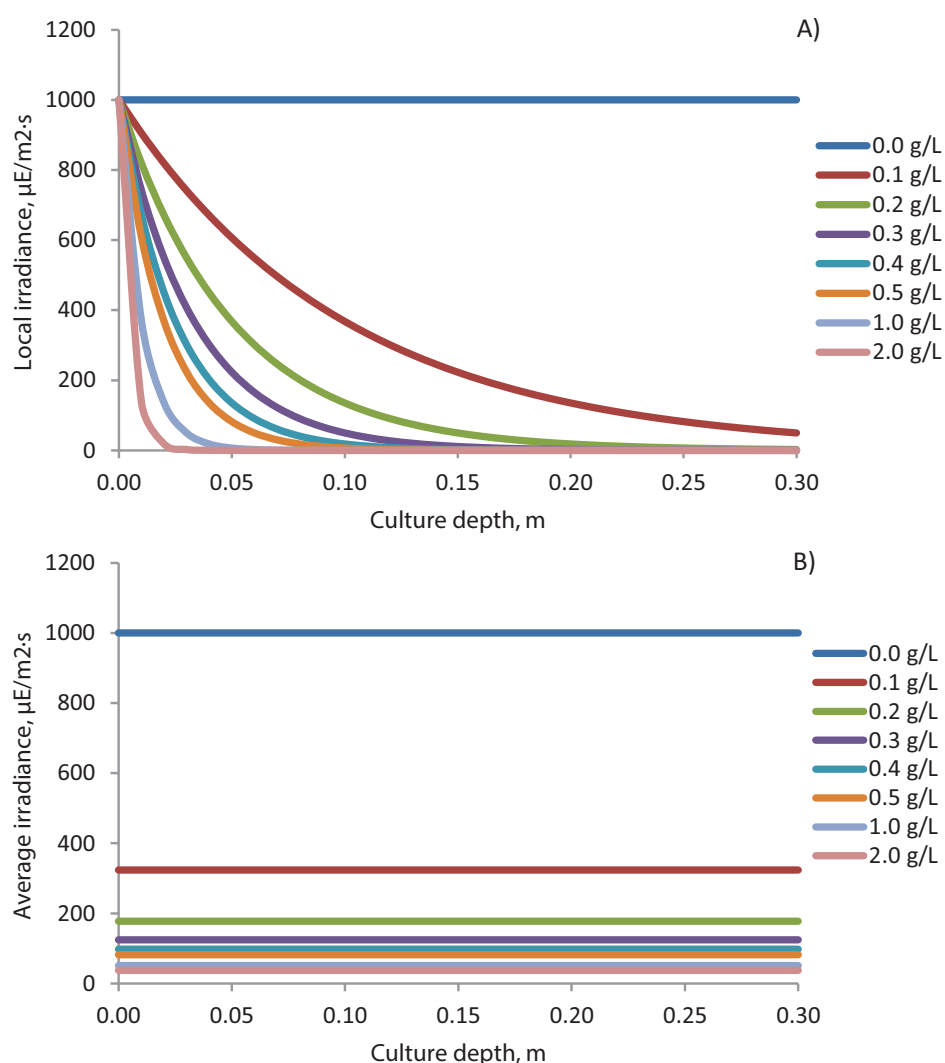 A)
1200
1000
800
600
400
200
0
Local irradiance, µE/m2·s
0.00 0.05 0.10 0.15 0.20 0.25 0.30
Culture depth, m
0.0 g/L
0.1 g/L
0.2 g/L
0.3 g/L
0.4 g/L
0.5 g/L
1.0 g/L
2.0 g/L
B)
1200
1000
800
600
400
200
0
Average irradiance, µE/m2·s
0.00 0.05 0.10 0.15 0.20 0.25 0.30
Culture depth, m
0.0 g/L
0.1 g/L
0.2 g/L
0.3 g/L
0.4 g/L
0.5 g/L
1.0 g/L
2.0 g/L